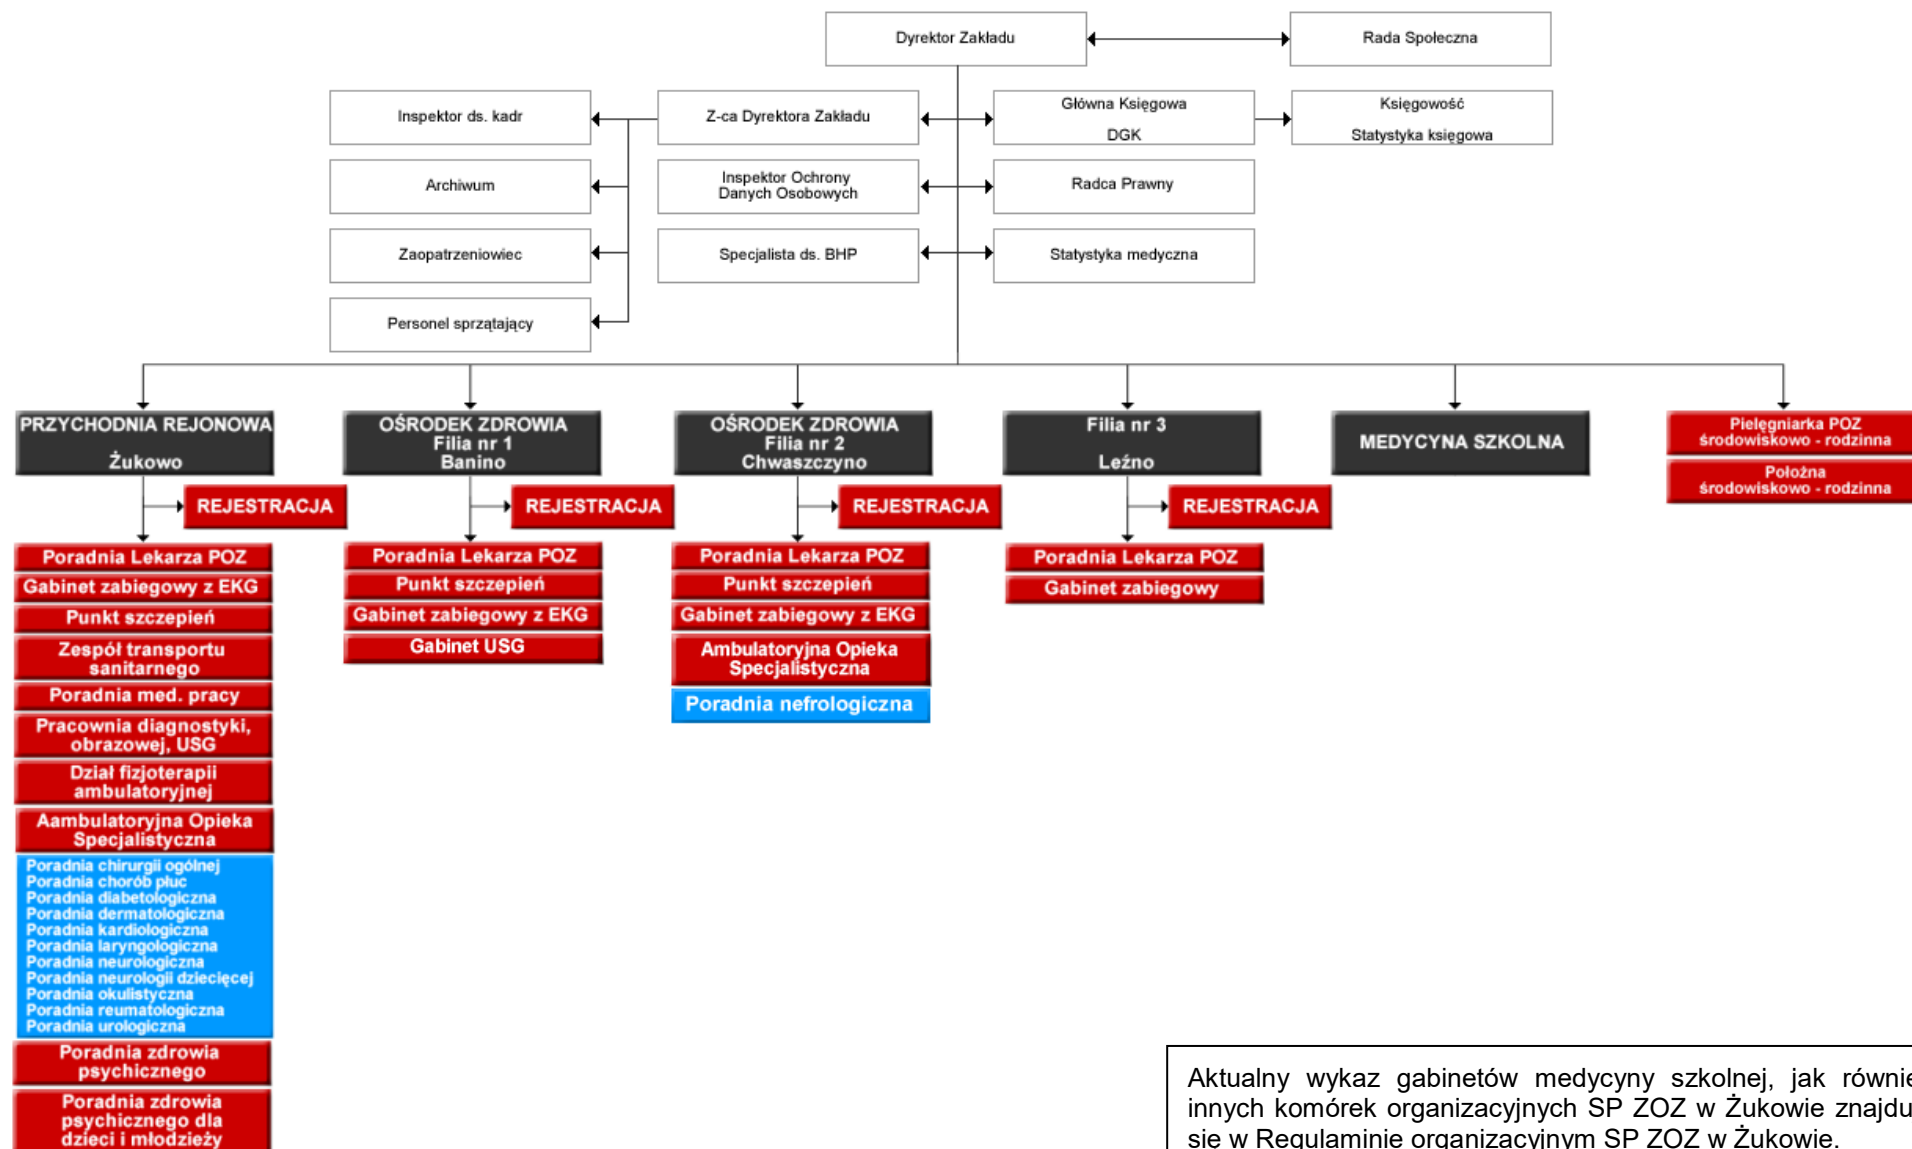 Dyrektor Zakładu
Rada Społeczna
Inspektor ds. kadr
Z-ca Dyrektora Zakładu
Główna Księgowa
DGK
Księgowość
Statystyka księgowa
Archiwum
Inspektor Ochrony
Danych Osobowych
Radca Prawny
Zaopatrzeniowiec
Specjalista ds. BHP
Statystyka medyczna
Personel sprzątający
PRZYCHODNIA REJONOWA
Żukowo
REJESTRACJA
Poradnia Lekarza POZ
Gabinet zabiegowy z EKG
Punkt szczepień
Zespół transportu
sanitarnego
Poradnia med. pracy
Pracownia diagnostyki,
obrazowej, USG
Dział fizjoterapii
ambulatoryjnej
Aambulatoryjna Opieka
Specjalistyczna
Poradnia chirurgii ogólnej
Poradnia chorób płuc
Poradnia diabetologiczna
Poradnia dermatologiczna
Poradnia kardiologiczna
Poradnia laryngologiczna
Poradnia neurologiczna
Poradnia neurologii dziecięcej
Poradnia okulistyczna
Poradnia reumatologiczna
Poradnia urologiczna
Poradnia zdrowia
psychicznego
Poradnia zdrowia
psychicznego dla
dzieci i młodzieży
OŚRODEK ZDROWIA
Filia nr 1
Banino
REJESTRACJA
Poradnia Lekarza POZ
Punkt szczepień
Gabinet zabiegowy z EKG
Gabinet USG
OŚRODEK ZDROWIA
Filia nr 2
Chwaszczyno
REJESTRACJA
Poradnia Lekarza POZ
Punkt szczepień
Gabinet zabiegowy z EKG
Ambulatoryjna Opieka
Specjalistyczna
Poradnia nefrologiczna
Filia nr 3
Leźno
REJESTRACJA
Poradnia Lekarza POZ
Gabinet zabiegowy
MEDYCYNA SZKOLNA
Pielęgniarka POZ
środowiskowo - rodzinna
Położna
środowiskowo - rodzinna
Aktualny wykaz gabinetów medycyny szkolnej, jak równie
innych komórek organizacyjnych SP ZOZ w Żukowie znajdu
się w Regulaminie organizacyjnym SP ZOZ w Żukowie.